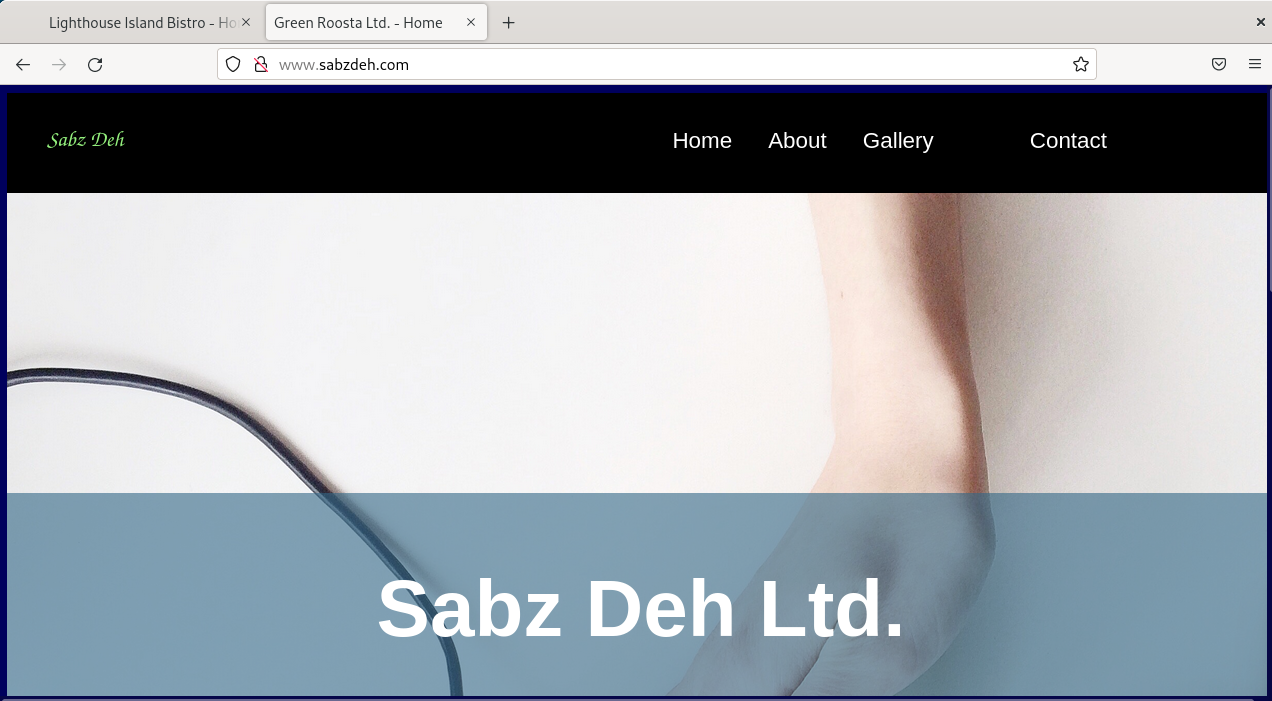 Lighthouse Island Bistro - Ho
Green Roosta Ltd. - Home
www.sabzdeh.com
Sabz Deh
Home About Gallery Contact
Sabz Deh Ltd.